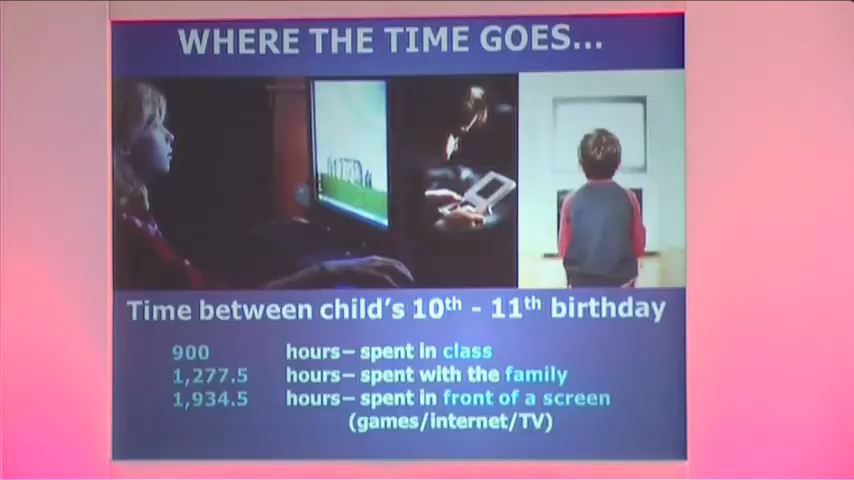 WHERE THE TIME GOES...
Time between child's 10th - 11th birthday
900 hours– spent in class
1,277.5 hours– spent with the family
1,934.5 hours– spent in front of a screen
(games/internet/TV)